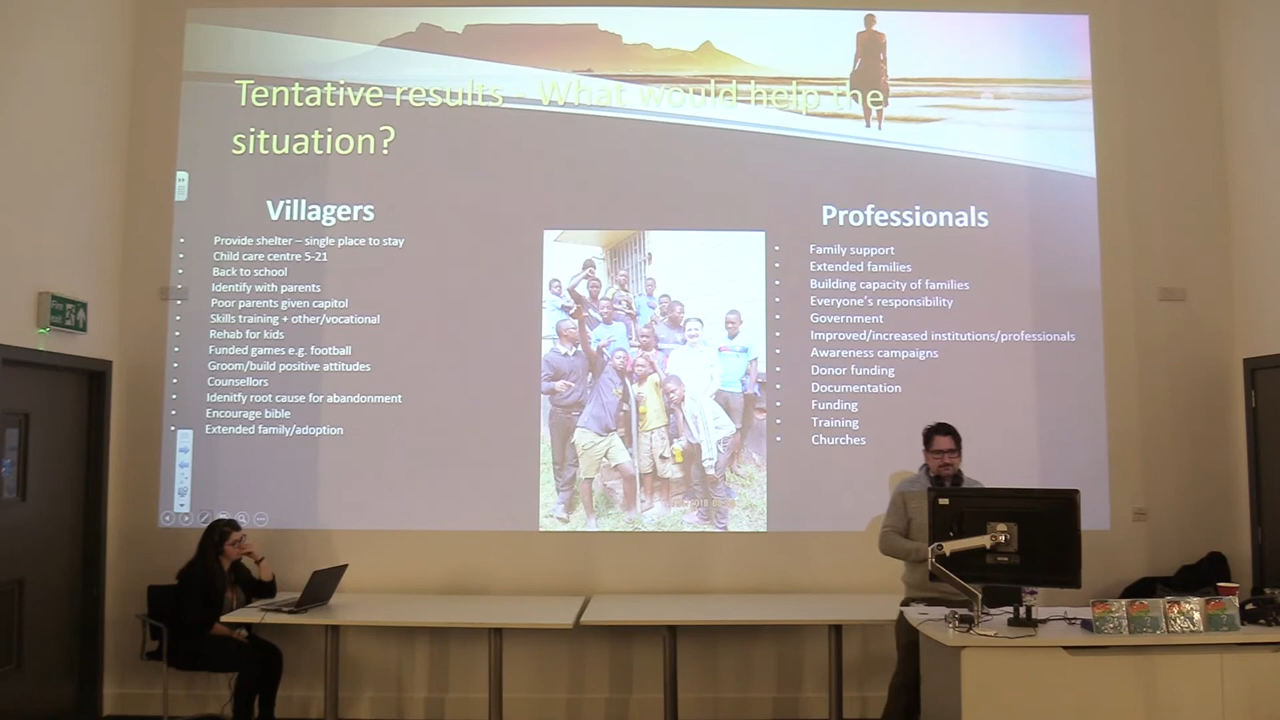 Tentative results - What would help the
situation?
Villagers
Provide shelter – single place to stay
Child care centre 5-21
Back to school
Identify with parents
Poor parents given capitol
Skills training + other/vocational
Rehab for kids
Funded games e.g. football
Groom/build positive attitudes
Counsellors
Idenitfy root cause for abandonment
Encourage bible
Extended family/adoption
Professionals
Family support
Extended families
Building capacity of families
Everyone's responsibility
Government
Improved/increased institutions/professionals
Awareness campaigns
Donor funding
Documentation
Funding
Training
Churches